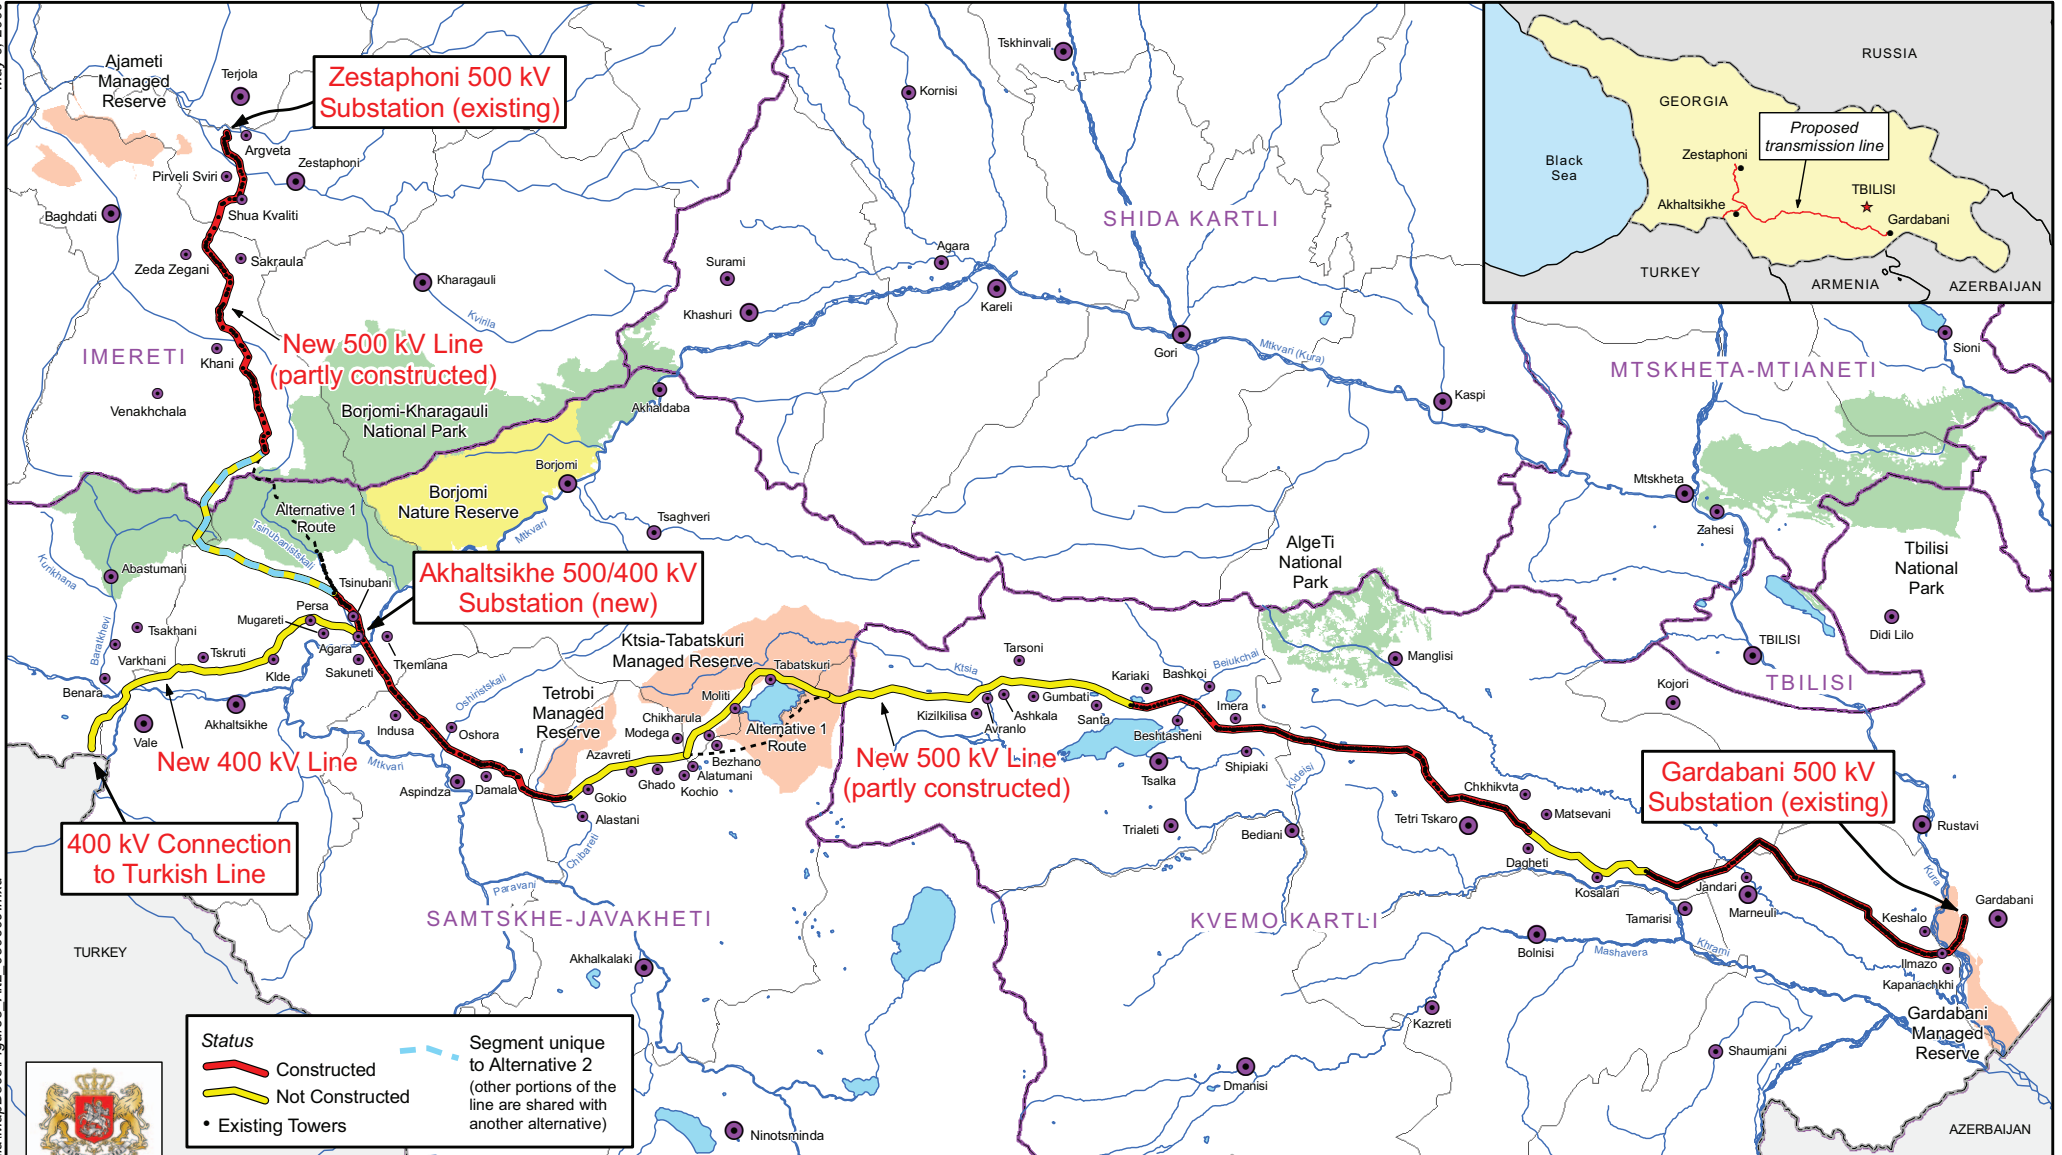 Ajameti
Managed
Reserve
Terjola
Zestaphoni 500 kV
Substation (existing)
Argveta
Zestaphoni
Pirveli Sviri
Baghdati
Shua Kvaliti
Zeda Zegani
Sakraula
Kharagauli
Kvirila
IMERETI
Khani
New 500 kV Line
(partly constructed)
Venakhchala
Borjomi-Kharagauli
National Park
Akhaldaba
Borjomi
Borjomi
Nature Reserve
Mtkvari
Tsaghveri
Alternative 1
Route
Tsinubanistskali
Kurikhana
Abastumani
Baratkhevi
Tsinubani
Akhaltsikhe 500/400 kV
Substation (new)
Persa
Mugareti
Tsakhani
Varkhani
Tskruti
Agara
Sakuneti
Tkemlana
Benara
Klde
Akhaltsikhe
Vale
New 400 kV Line
400 kV Connection
to Turkish Line
TURKEY
Indusa
Oshora
Oshiristskali
Mtkvari
Aspindza
Damala
Tetrobi
Managed
Reserve
Ktsia-Tabatskuri
Managed Reserve
Tabatskuri
Moliti
Chikharula
Modega
Azavreti
Alternative 1
Route
Bezhano
Alatumani
Ghado
Kochio
Gokio
Alastani
Chibareti
Paravani
SAMTSKHE-JAVAKHETI
Akhalkalaki
Ninotsminda
Tskhinvali
Kornisi
SHIDA KARTLI
Agara
Surami
Khashuri
Kareli
Gori
Mtkvari (Kura)
Kaspi
MTSKHETA-MTIANETI
Sioni
Mtskheta
Zahesi
Tbilisi
National
Park
Didi Lilo
TBILISI
TBILISI
Kojori
AlgeTi
National
Park
Manglisi
Ktsia
Tarsoni
Kariaki
Bashkoi
Beiukchai
Gumbati
Ashkala
Kizilkilisa
Avranlo
Santa
Imera
Beshtasheni
Tsalka
Shipiaki
New 500 kV Line
(partly constructed)
Trialeti
Bediani
Chkhikvta
Matsevani
Tetri Tskaro
Dagheti
Kosalari
Gardabani 500 kV
Substation (existing)
Rustavi
Kura
Gardabani
Jandari
Marneuli
Tamarisi
Keshalo
Ilmazo
Kapanachkhi
Gardabani
Managed
Reserve
KVEMO KARTLI
Bolnisi
Mashavera
Khrami
Kazreti
Shaumiani
Dmanisi
AZERBAIJAN
RUSSIA
GEORGIA
Proposed
transmission line
Zestaphoni
Black
Sea
TBILISI
Akhaltsikhe
Gardabani
TURKEY
ARMENIA
AZERBAIJAN
Status
Constructed
Not Constructed
Existing Towers
Segment unique
to Alternative 2
(other portions of the
line are shared with
another alternative)